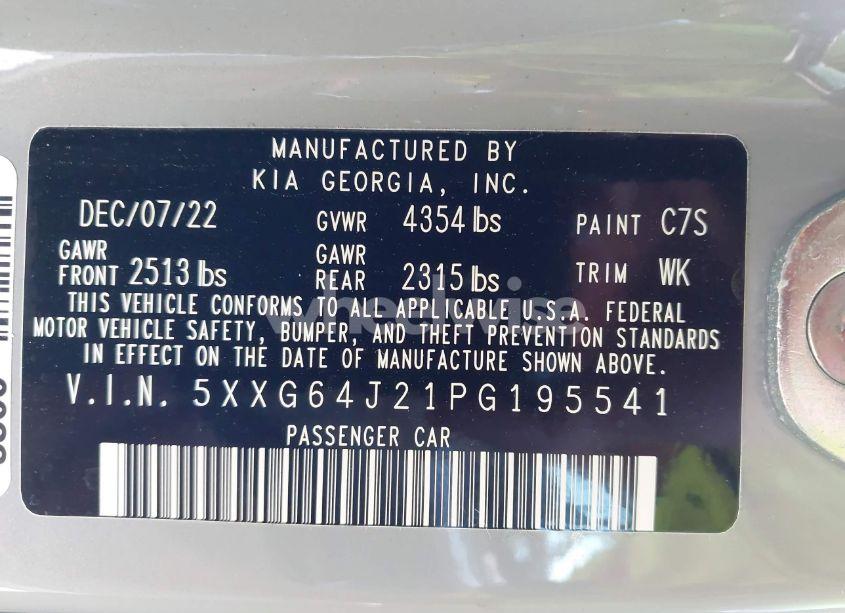 MANUFACTURED BY
KIA GEORGIA, INC.
DEC/07/22 GVWR 4354 lbs PAINT C7S
GAWR FRONT 2513 lbs GAWR REAR 2315 lbs TRIM WK
THIS VEHICLE CONFORMS TO ALL APPLICABLE U.S.A. FEDERAL
MOTOR VEHICLE SAFETY, BUMPER, AND THEFT PREVENTION STANDARDS
IN EFFECT ON THE DATE OF MANUFACTURE SHOWN ABOVE.
V.I.N. 5XXG64J21PG195541
PASSENGER CAR